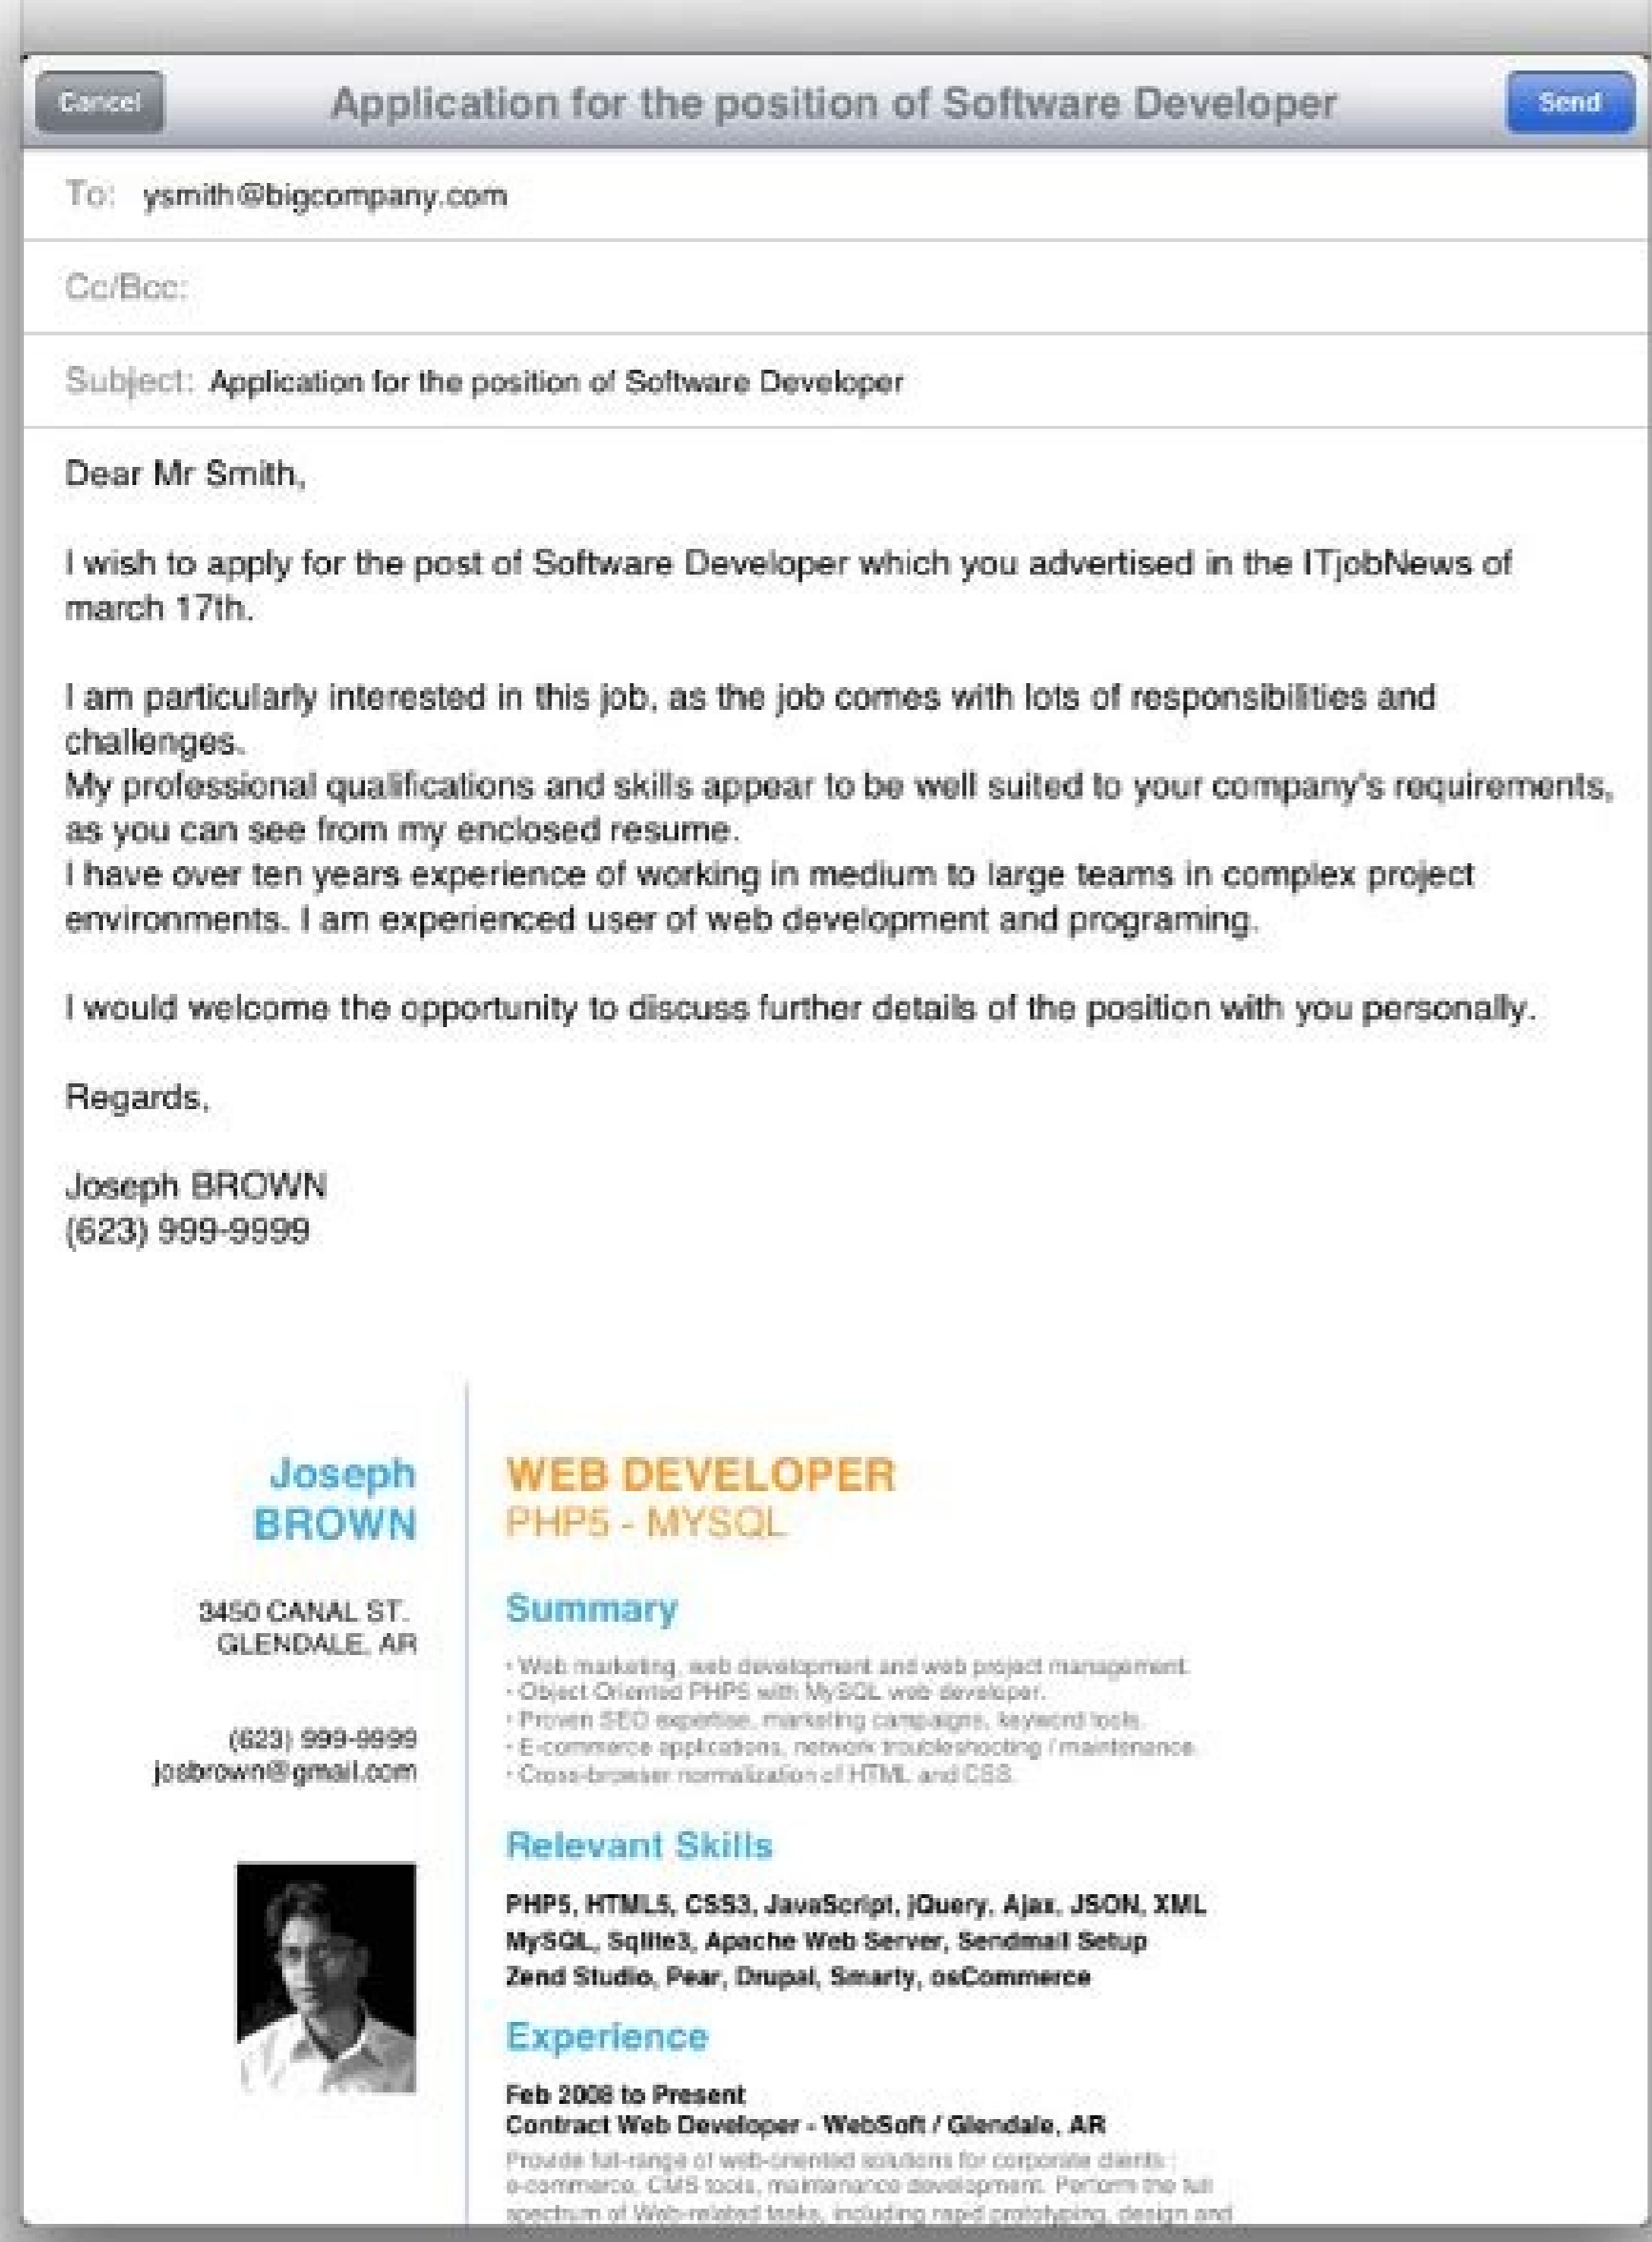 Cancel
Application for the position of Software Developer
Send
To: ysmith@bigcompany.com
Cc/Bcc:
Subject: Application for the position of Software Developer
Dear Mr Smith,
I wish to apply for the post of Software Developer which you advertised in the ITjobNews of
march 17th.
I am particularly interested in this job, as the job comes with lots of responsibilities and
challenges.
My professional qualifications and skills appear to be well suited to your company's requirements,
as you can see from my enclosed resume.
I have over ten years experience of working in medium to large teams in complex project
environments. I am experienced user of web development and programing.
I would welcome the opportunity to discuss further details of the position with you personally.
Regards,
Joseph BROWN
(623) 999-9999
Joseph
BROWN
3450 CANAL ST.
GLENDALE, AR
(623) 999-9999
josbrown@gmail.com
WEB DEVELOPER
PHP5 - MYSQL
Summary
• Web marketing, web development and web project management.
• Object Oriented PHP5 with MySQL web developer.
• Proven SEO expertise, marketing campaigns, keyword tools.
• E-commerce applications, network troubleshooting / maintenance.
• Cross-browser normalization of HTML and CSS.
Relevant Skills
PHP5, HTML5, CSS3, JavaScript, jQuery, Ajax, JSON, XML
MySQL, Sqlite3, Apache Web Server, Sendmail Setup
Zend Studio, Pear, Drupal, Smarty, osCommerce
Experience
Feb 2008 to Present
Contract Web Developer - WebSoft / Glendale, AR
Provide full-range of web-oriented solutions for corporate clients :
e-commerce, CMS tools, maintenance development. Perform the full
spectrum of Web-related tasks, including rapid prototyping, design and